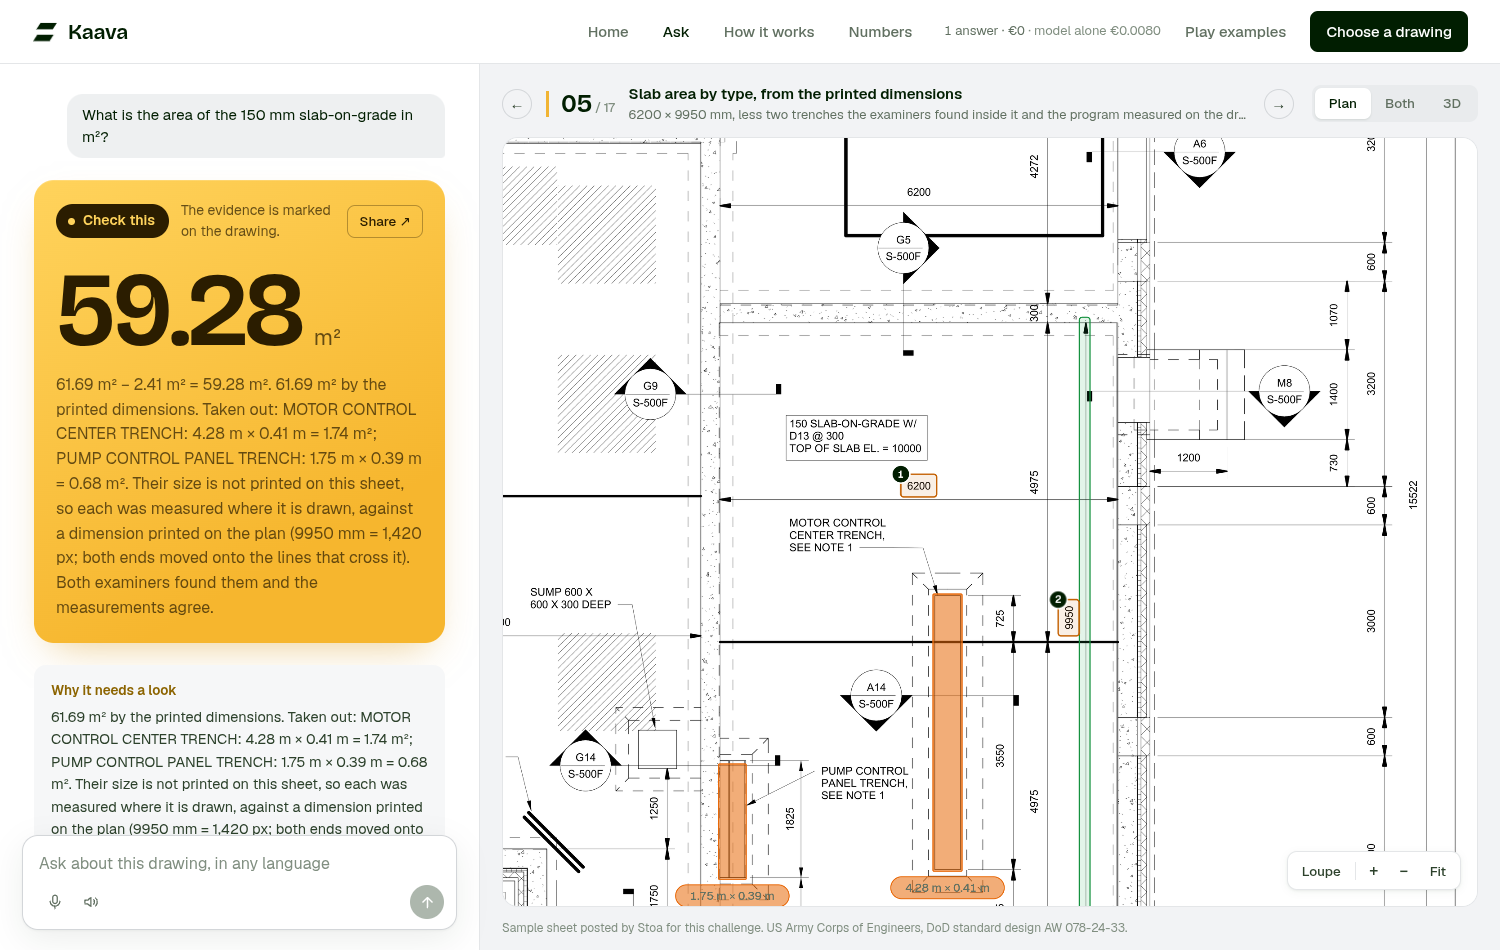 Kaava
Home
Ask
How it works
Numbers
1 answer · €0 · model alone €0.0080
Play examples
Choose a drawing
What is the area of the 150 mm slab-on-grade in
m²?
Check this
The evidence is marked
on the drawing.
Share ↗
59.28 m²
61.69 m² – 2.41 m² = 59.28 m². 61.69 m² by the
printed dimensions. Taken out: MOTOR CONTROL
CENTER TRENCH: 4.28 m × 0.41 m = 1.74 m²;
PUMP CONTROL PANEL TRENCH: 1.75 m × 0.39 m
= 0.68 m². Their size is not printed on this sheet,
so each was measured where it is drawn, against
a dimension printed on the plan (9950 mm = 1,420
px; both ends moved onto the lines that cross it).
Both examiners found them and the
measurements agree.
Why it needs a look
61.69 m² by the printed dimensions. Taken out: MOTOR
CONTROL CENTER TRENCH: 4.28 m × 0.41 m = 1.74 m²;
PUMP CONTROL PANEL TRENCH: 1.75 m × 0.39 m = 0.68
m². Their size is not printed on this sheet, so each was
measured where it is drawn, against a dimension printed
on the plan (9950 mm = 1,420 px; both ends moved onto
Ask about this drawing, in any language
←
05 / 17
Slab area by type, from the printed dimensions
6200 × 9950 mm, less two trenches the examiners found inside it and the program measured on the dr...
→
Plan
Both
3D
A6
S-500F
4272
6200
G5
S-500F
600
300
1070
G9
S-500F
M8
S-500F
1400
3200
150 SLAB-ON-GRADE W/
D13 @ 300
TOP OF SLAB EL. = 10000
1
6200
4975
1200
730
15522
600
MOTOR CONTROL
CENTER TRENCH,
SEE NOTE 1
SUMP 600 X
600 X 300 DEEP
2
9950
725
3000
A14
S-500F
600
G14
S-500F
3550
PUMP CONTROL
PANEL TRENCH,
SEE NOTE 1
1250
1825
4975
1750
1.75 m × 0.39 m
4.28 m × 0.41 m
Loupe
+
−
Fit
Sample sheet posted by Stoa for this challenge. US Army Corps of Engineers, DoD standard design AW 078-24-33.